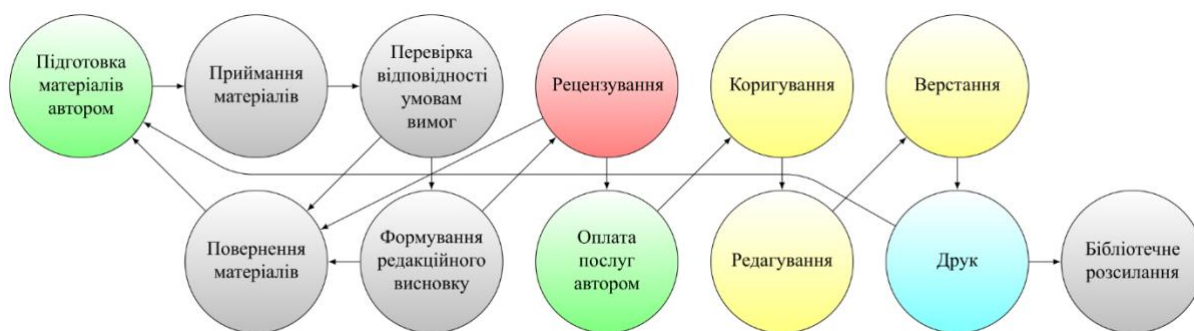 Підготовка
матеріалів
автором
Приймання
матеріалів
Перевірка
відповідності
умовам
вимог
Рецензування
Коригування
Верстання
Повернення
матеріалів
Формування
редакційного
висновку
Оплата
послуг
автором
Редагування
Друк
Бібліотечне
розсилання